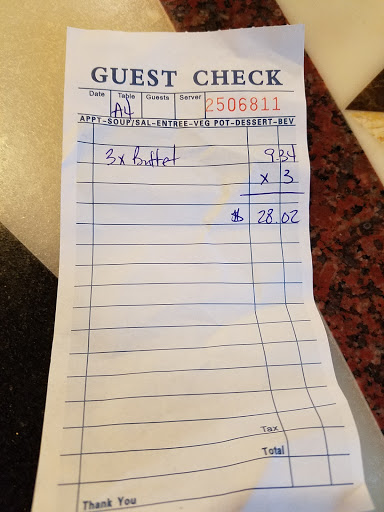 GUEST CHECK
Date Table Guests Server
A4 2506811
APPT-SOUP/SAL-ENTREE-VEG POT-DESSERT-BEV
3x Buffet 9.34
x 3
$ 28.02
Tax
Total
Thank You